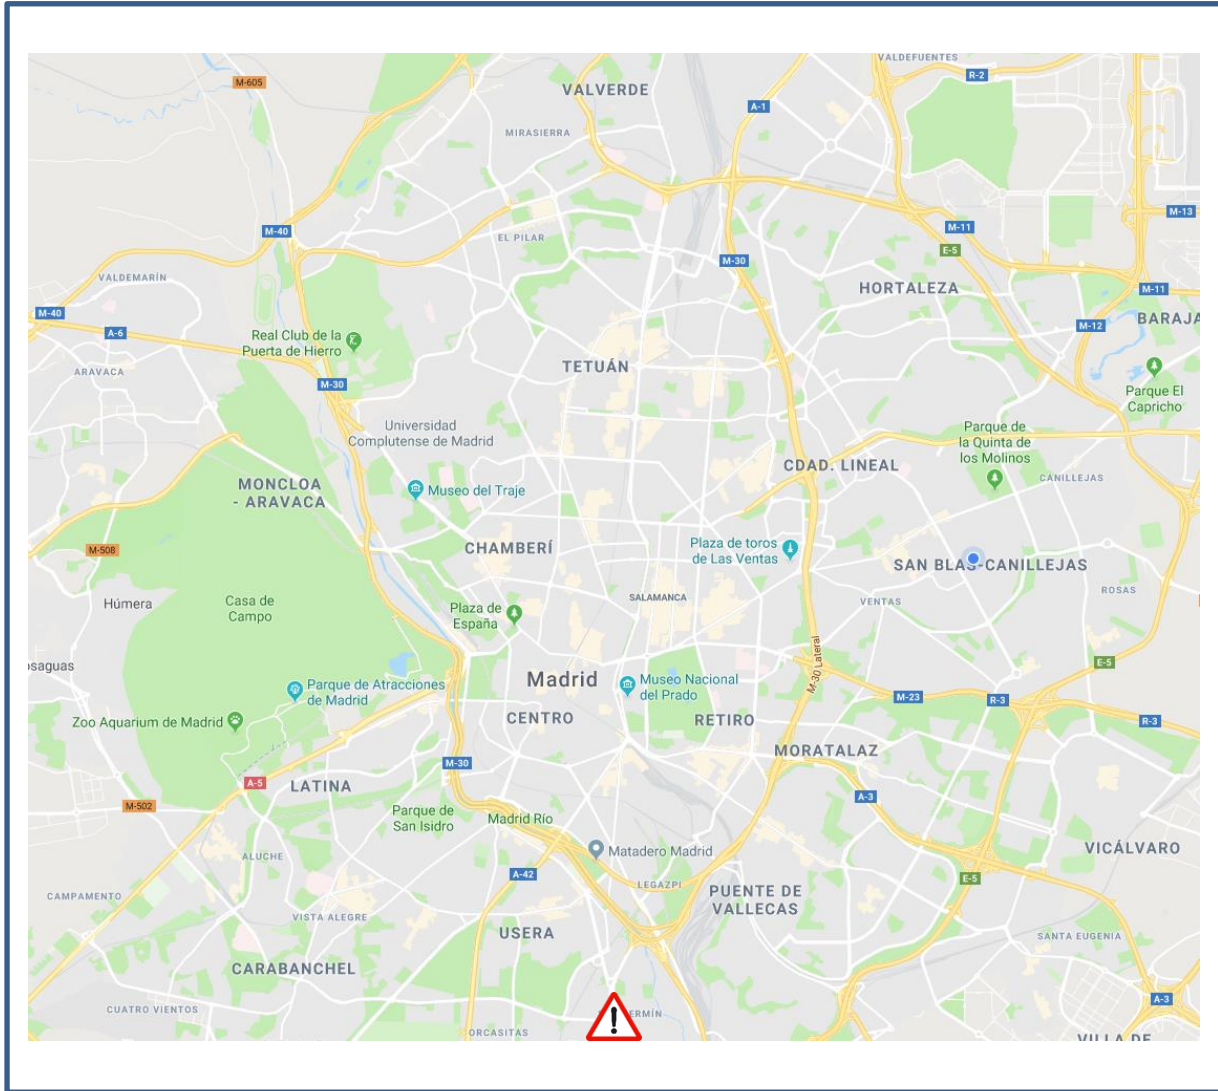 VALDEFUENTES
R-2
M-605
VALVERDE
A-1
MIRASIERRA
M-13
M-40
EL PILAR
M-11
E-5
M-30
VALDEMARÍN
HORTALEZA
M-11
M-40
BARAJA
A-6
M-12
Real Club de la
Puerta de Hierro
TETUÁN
ARAVACA
M-30
Parque El
Capricho
Universidad
Complutense de Madrid
Parque de
la Quinta de
los Molinos
CDAD. LINEAL
CANILLEJAS
MONCLOA
- ARAVACA
Museo del Traje
M-508
CHAMBERÍ
Plaza de toros
de Las Ventas
SAN BLAS-CANILLEJAS
ROSAS
Húmera
Casa de
Campo
SALAMANCA
VENTAS
Plaza de
España
osaguas
M-30 Lateral
E-5
Madrid
Museo Nacional
del Prado
Parque de Atracciones
de Madrid
M-23
R-3
R-3
Zoo Aquarium de Madrid
CENTRO
RETIRO
MORATALAZ
M-30
A-5
LATINA
A-3
M-502
Parque de
San Isidro
Madrid Río
Matadero Madrid
VICÁLVARO
ALUCHE
A-42
E-5
LEGAZPI
CAMPAMENTO
PUENTE DE
VALLECAS
VISTA ALEGRE
USERA
SANTA EUGENIA
CARABANCHEL
A-3
CUATRO VIENTOS
ERMÍN
ORCASITAS
VILLA DE